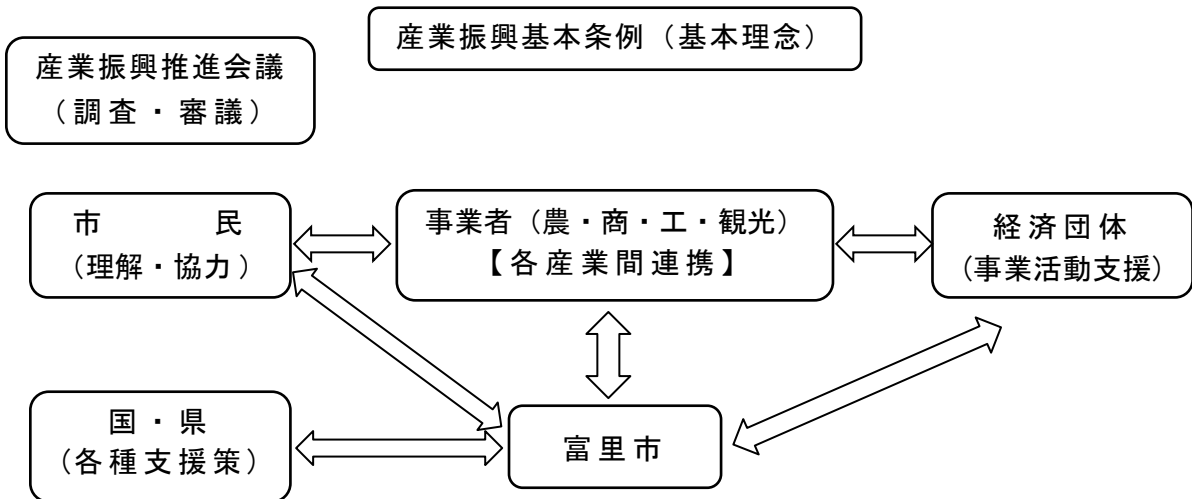 産業振興基本条例（基本理念）
産業振興推進会議
（調査・審議）
市民
（理解・協力）
事業者（農・商・工・観光）
【各産業間連携】
経済団体
（事業活動支援）
国・県
（各種支援策）
富里市